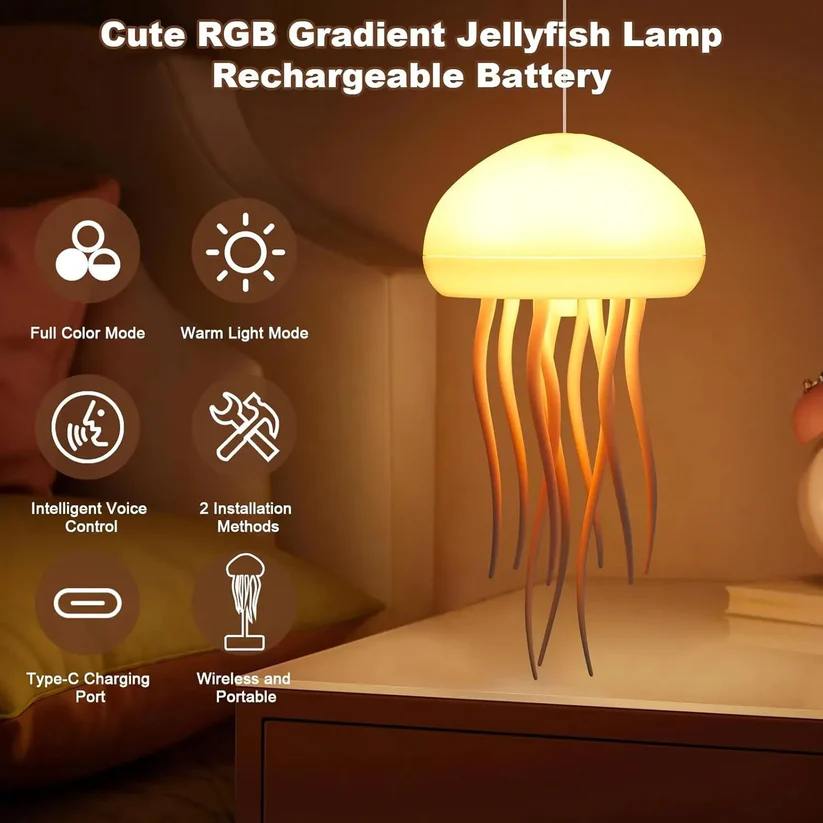 Cute RGB Gradient Jellyfish Lamp
Rechargeable Battery
Full Color Mode
Warm Light Mode
Intelligent Voice
Control
2 Installation
Methods
Type-C Charging
Port
Wireless and
Portable